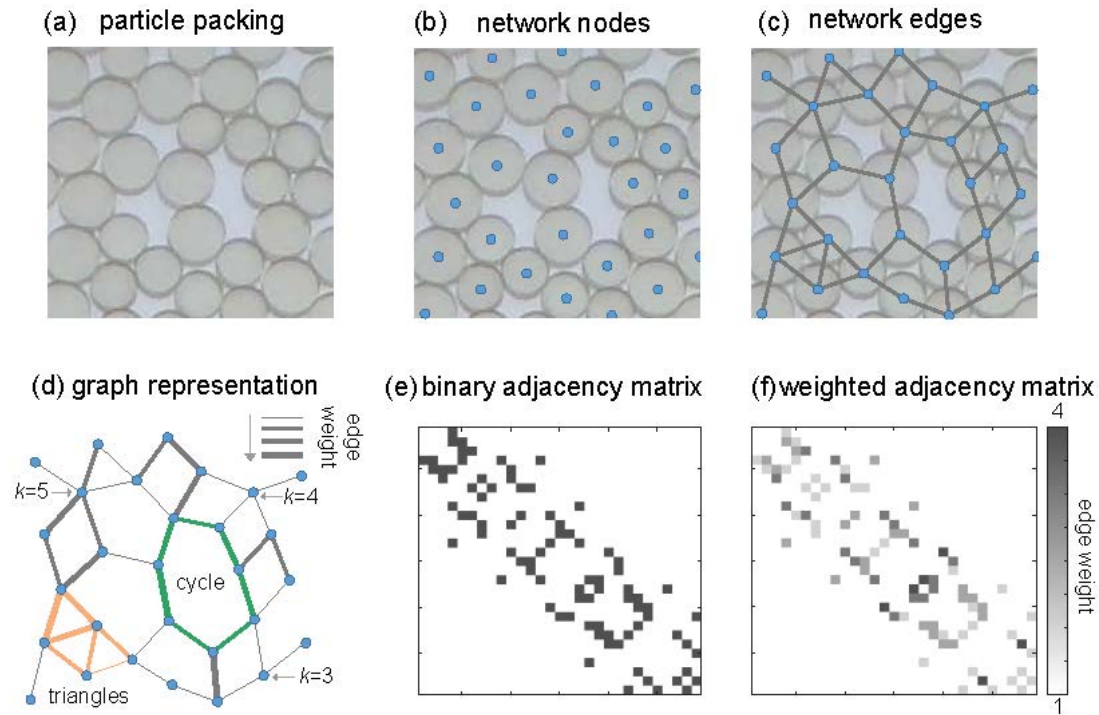 (a) particle packing
(b) network nodes
(c) network edges
(d) graph representation
edge
weight
k=5
k=4
cycle
triangles
k=3
(e) binary adjacency matrix
(f) weighted adjacency matrix
4
edge weight
1